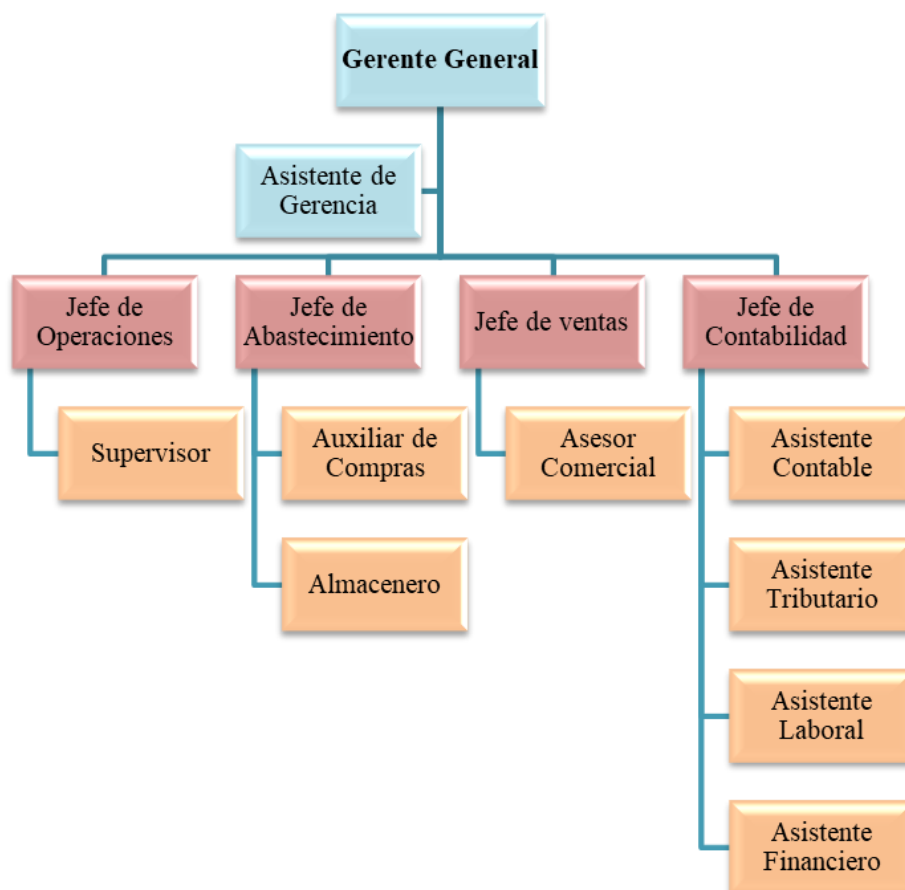 Gerente General
Asistente de
Gerencia
Jefe de
Operaciones
Jefe de
Abastecimiento
Jefe de ventas
Jefe de
Contabilidad
Supervisor
Auxiliar de
Compras
Asesor
Comercial
Asistente
Contable
Almacenero
Asistente
Tributario
Asistente
Laboral
Asistente
Financiero